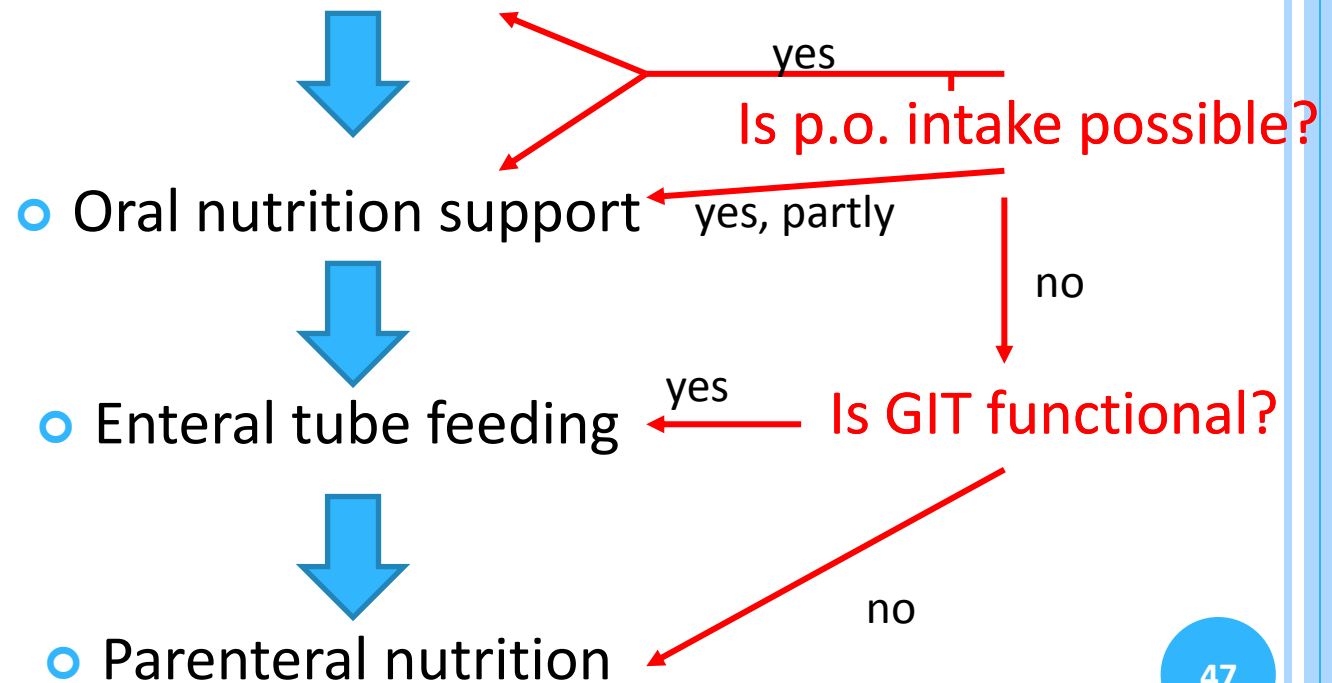 yes
Is p.o. intake possible?
Oral nutrition support
yes, partly
no
yes
Enteral tube feeding
Is GIT functional?
no
Parenteral nutrition
47